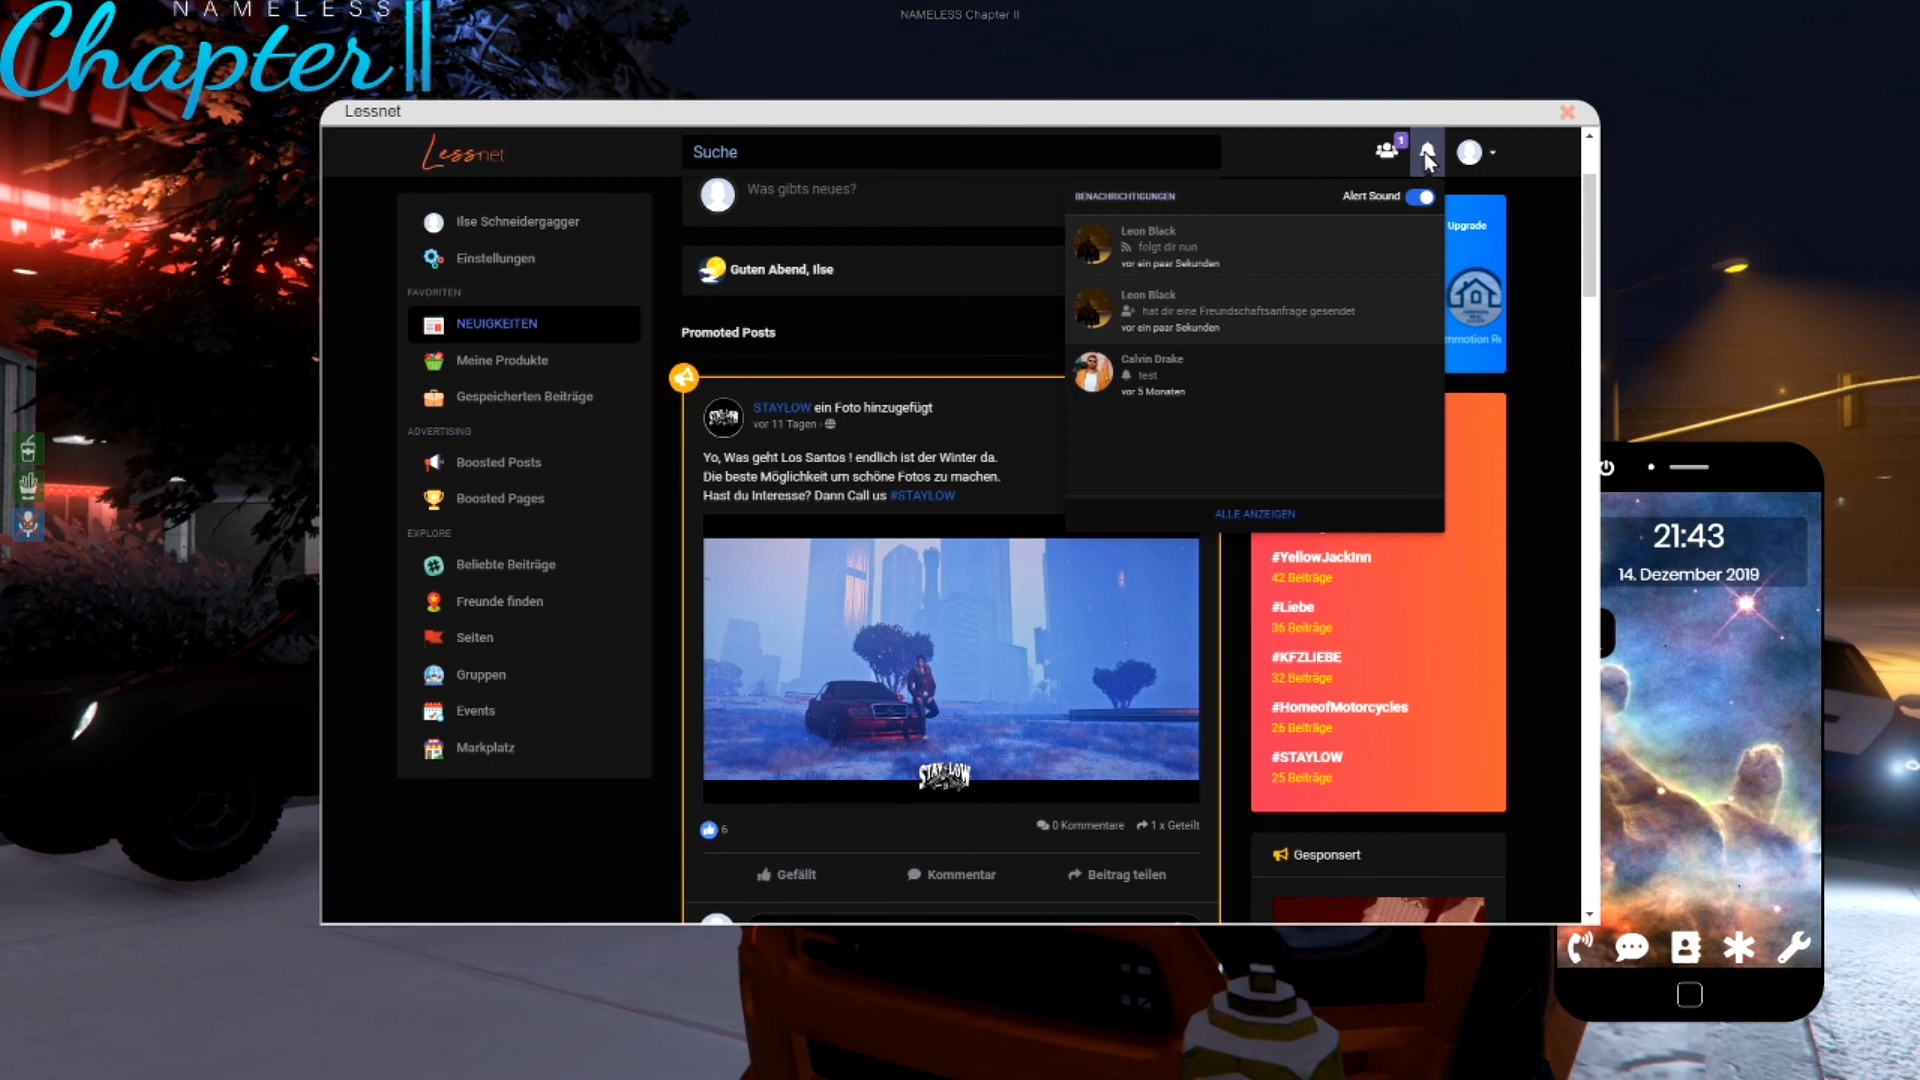 NAMELESS
Chapter II
NAMELESS Chapter II
Lessnet
Lessnet
Suche
1
Ilse Schneidergagger
Einstellungen
FAVORITEN
NEUIGKEITEN
Meine Produkte
Gespeicherten Beiträge
ADVERTISING
Boosted Posts
Boosted Pages
EXPLORE
Beliebte Beiträge
Freunde finden
Seiten
Gruppen
Events
Markplatz
Was gibts neues?
Guten Abend, Ilse
Promoted Posts
STAYLOW ein Foto hinzugefügt
vor 11 Tagen
Yo, Was geht Los Santos ! endlich ist der Winter da.
Die beste Möglichkeit um schöne Fotos zu machen.
Hast du Interesse? Dann Call us #STAYLOW
STAY LOW
6
0 Kommentare
1 x Geteilt
Gefällt
Kommentar
Beitrag teilen
BENACHRICHTIGUNGEN
Alert Sound
Leon Black
folgt dir nun
vor ein paar Sekunden
Leon Black
hat dir eine Freundschaftsanfrage gesendet
vor ein paar Sekunden
Calvin Drake
test
vor 5 Monaten
ALLE ANZEIGEN
Upgrade
#YellowJackInn
42 Beiträge
#Liebe
36 Beiträge
#KFZLIEBE
32 Beiträge
#HomeofMotorcycles
26 Beiträge
#STAYLOW
25 Beiträge
Gesponsert
21:43
14. Dezember 2019